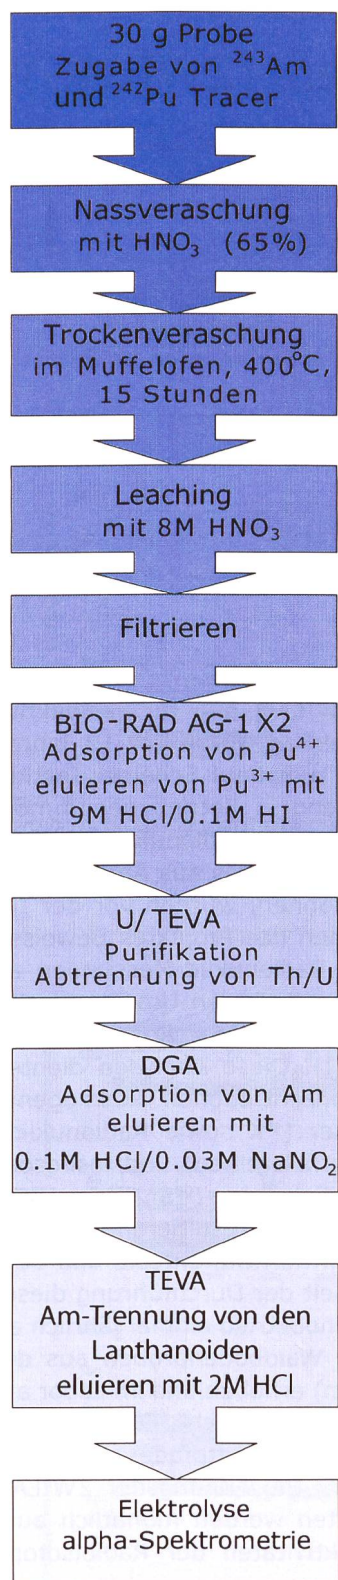 30 g Probe
Zugabe von ²⁴³Am
und ²⁴²Pu Tracer
Nassveraschung
mit HNO₃ (65%)
Trockenveraschung
im Muffelofen, 400°C,
15 Stunden
Leaching
mit 8M HNO₃
Filtrieren
BIO-RAD AG-1 X2
Adsorption von Pu⁴⁺
eluieren von Pu³⁺ mit
9M HCl/0.1M HI
U/TEVA
Purifikation
Abtrennung von Th/U
DGA
Adsorption von Am
eluieren mit
0.1M HCl/0.03M NaNO₂
TEVA
Am-Trennung von den
Lanthanoiden
eluieren mit 2M HCl
Elektrolyse
alpha-Spektrometrie